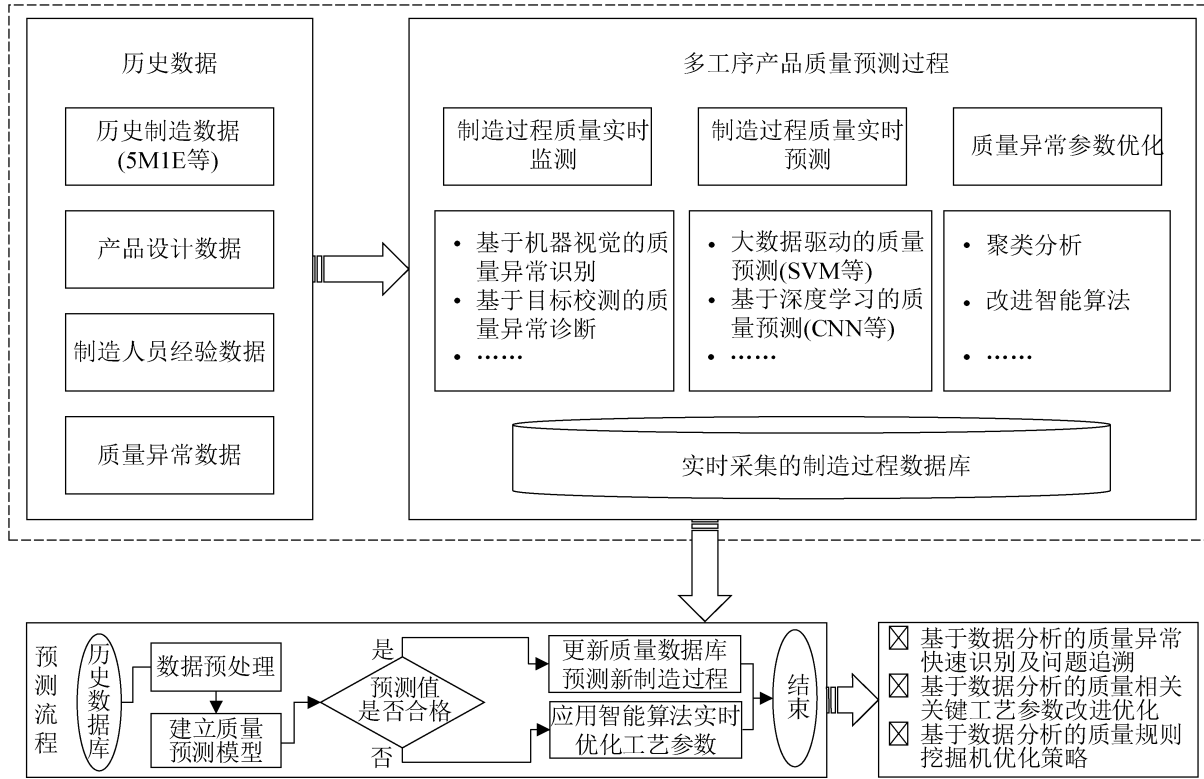 历史数据
历史制造数据
(5M1E等)
产品设计数据
制造人员经验数据
质量异常数据
多工序产品质量预测过程
制造过程质量实时
监测
制造过程质量实时
预测
质量异常参数优化
• 基于机器视觉的质
量异常识别
• 基于目标校测的质
量异常诊断
• ……
• 大数据驱动的质量
预测(SVM等)
• 基于深度学习的质
量预测(CNN等)
• ……
• 聚类分析
• 改进智能算法
• ……
实时采集的制造过程数据库
预测流程
历史数据库
数据预处理
建立质量
预测模型
预测值
是否合格
是
否
更新质量数据库
预测新制造过程
应用智能算法实时
优化工艺参数
结束
基于数据分析的质量异常
快速识别及问题追溯
基于数据分析的质量相关
关键工艺参数改进优化
基于数据分析的质量规则
挖掘机优化策略